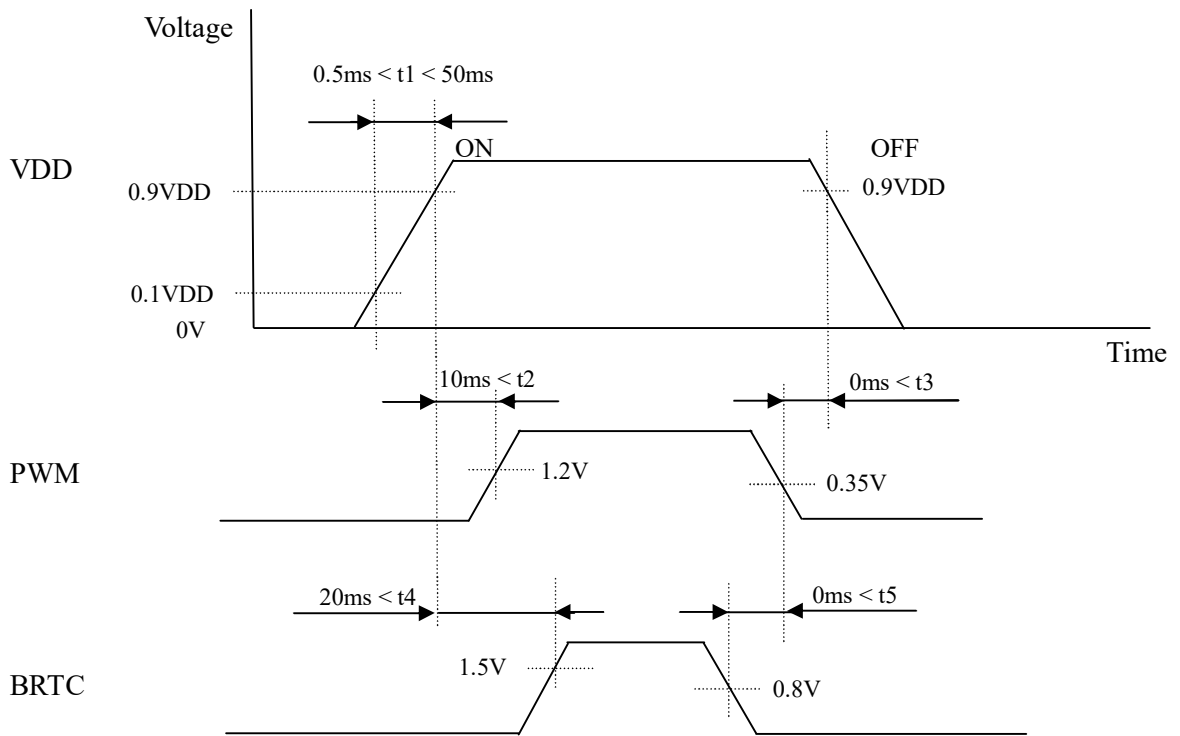 Voltage
0.5ms < t1 < 50ms
ON
OFF
VDD
0.9VDD
0.9VDD
0.1VDD
0V
Time
10ms < t2
0ms < t3
PWM
1.2V
0.35V
20ms < t4
0ms < t5
1.5V
BRTC
0.8V